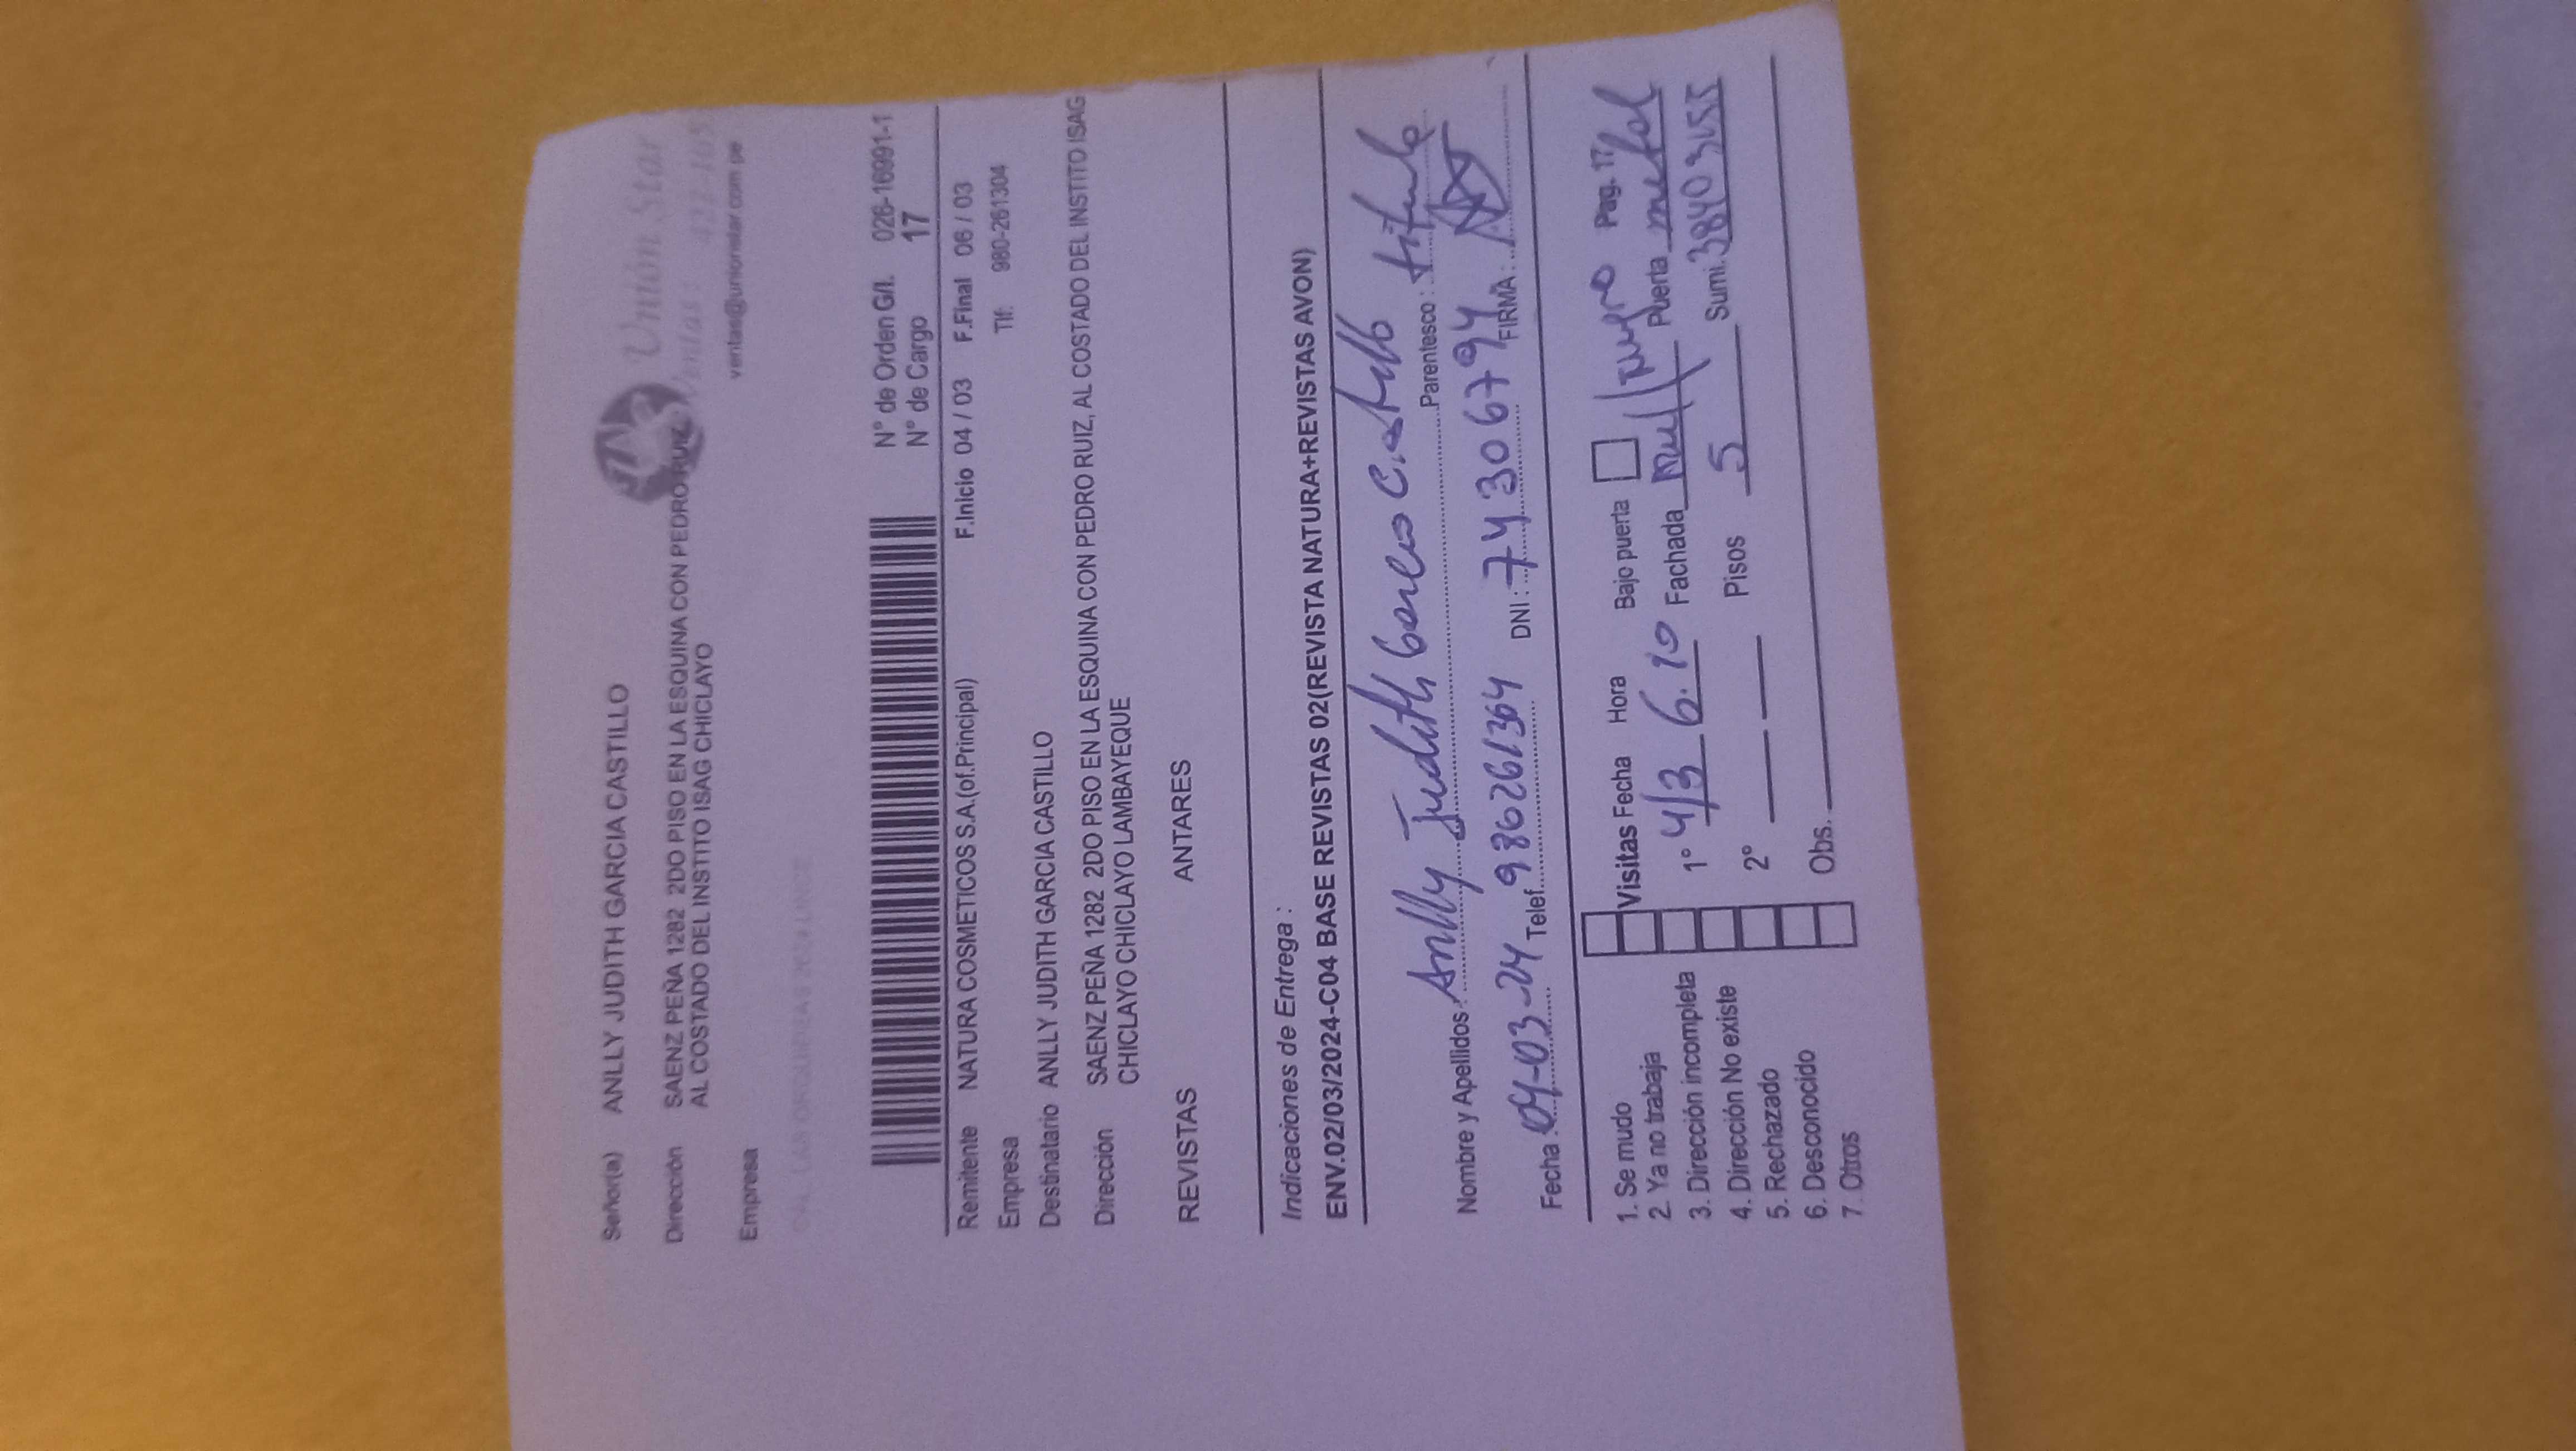 Unión Star
Ventas :
ventas@unionstar.com.pe
Señor(a) ANLLY JUDITH GARCIA CASTILLO
Dirección SAENZ PEÑA 1282 2DO PISO EN LA ESQUINA CON PEDRO RUIZ,
AL COSTADO DEL INSTITO ISAG CHICLAYO
Empresa
N° de Orden G/I. 026-16991-1
N° de Cargo 17
Remitente NATURA COSMETICOS S.A.(of.Principal) F.Inicio 04 / 03 F.Final 06 / 03
Empresa Tlf: 980-261304
Destinatario ANLLY JUDITH GARCIA CASTILLO
Dirección SAENZ PEÑA 1282 2DO PISO EN LA ESQUINA CON PEDRO RUIZ, AL COSTADO DEL INSTITO ISAG
CHICLAYO CHICLAYO LAMBAYEQUE
REVISTAS ANTARES
Indicaciones de Entrega :
ENV.02/03/2024-C04 BASE REVISTAS 02(REVISTA NATURA+REVISTAS AVON)
Nombre y Apellidos: Anlly Judith Castillo Parentesco :
Fecha : 04-03-24 Telef. DNI : 74306794 FIRMA :
1. Se mudo
2. Ya no trabaja
3. Dirección incompleta
4. Dirección No existe
5. Rechazado
6. Desconocido
7. Otros
Visitas Fecha Hora Bajo puerta Pag. 17
1° 4/3 6.10 Fachada Puerta metal
2° Pisos 5 Sumi.
Obs.